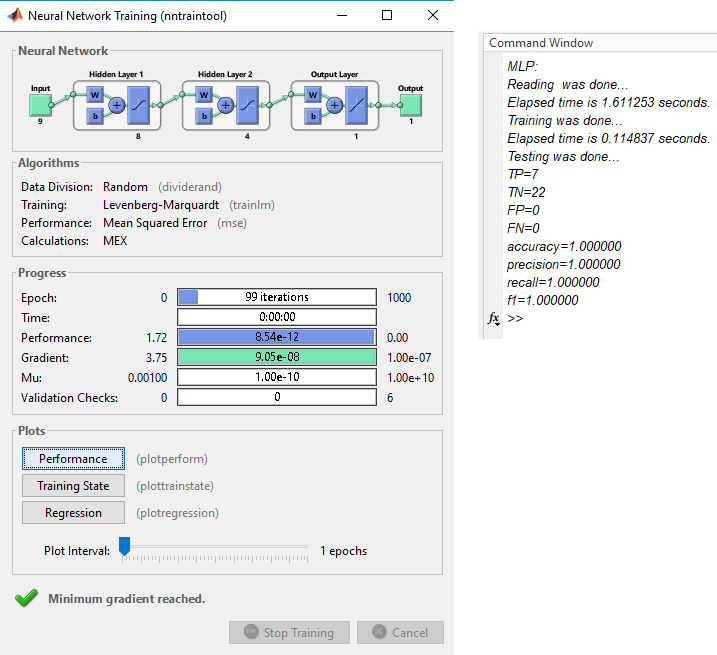 Neural Network Training (nntraintool)
Neural Network
Hidden Layer 1
Hidden Layer 2
Output Layer
Input
Output
W
b
+
W
b
+
W
b
+
9
8
4
1
1
Algorithms
Data Division: Random (dividerand)
Training: Levenberg-Marquardt (trainlm)
Performance: Mean Squared Error (mse)
Calculations: MEX
Progress
Epoch: 0 99 iterations 1000
Time: 0:00:00
Performance: 1.72 8.54e-12 0.00
Gradient: 3.75 9.05e-08 1.00e-07
Mu: 0.00100 1.00e-10 1.00e+10
Validation Checks: 0 0 6
Plots
Performance (plotperform)
Training State (plottrainstate)
Regression (plotregression)
Plot Interval: 1 epochs
Minimum gradient reached.
Stop Training Cancel
Command Window
MLP:
Reading  was done...
Elapsed time is 1.611253 seconds.
Training was done...
Elapsed time is 0.114837 seconds.
Testing was done...
TP=7
TN=22
FP=0
FN=0
accuracy=1.000000
precision=1.000000
recall=1.000000
f1=1.000000
fx >>